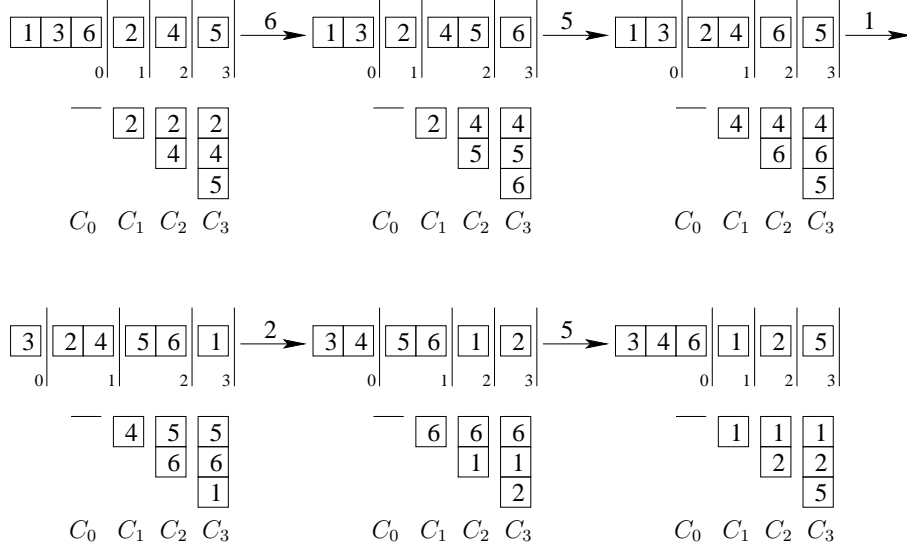 1 3 6 2 4 5 6 1 3 2 4 5 6 5 1 3 2 4 6 5 1
0 1 2 3 0 1 2 3 0 1 2 3
2 2 2 2 4 4 4 4 4
4 4 5 5 6 6
5 6 5
C0 C1 C2 C3 C0 C1 C2 C3 C0 C1 C2 C3
3 2 4 5 6 1 2 3 4 5 6 1 2 5 3 4 6 1 2 5
0 1 2 3 0 1 2 3 0 1 2 3
4 5 5 6 6 6 1 1 1
6 6 1 1 2 2
1 2 5
C0 C1 C2 C3 C0 C1 C2 C3 C0 C1 C2 C3